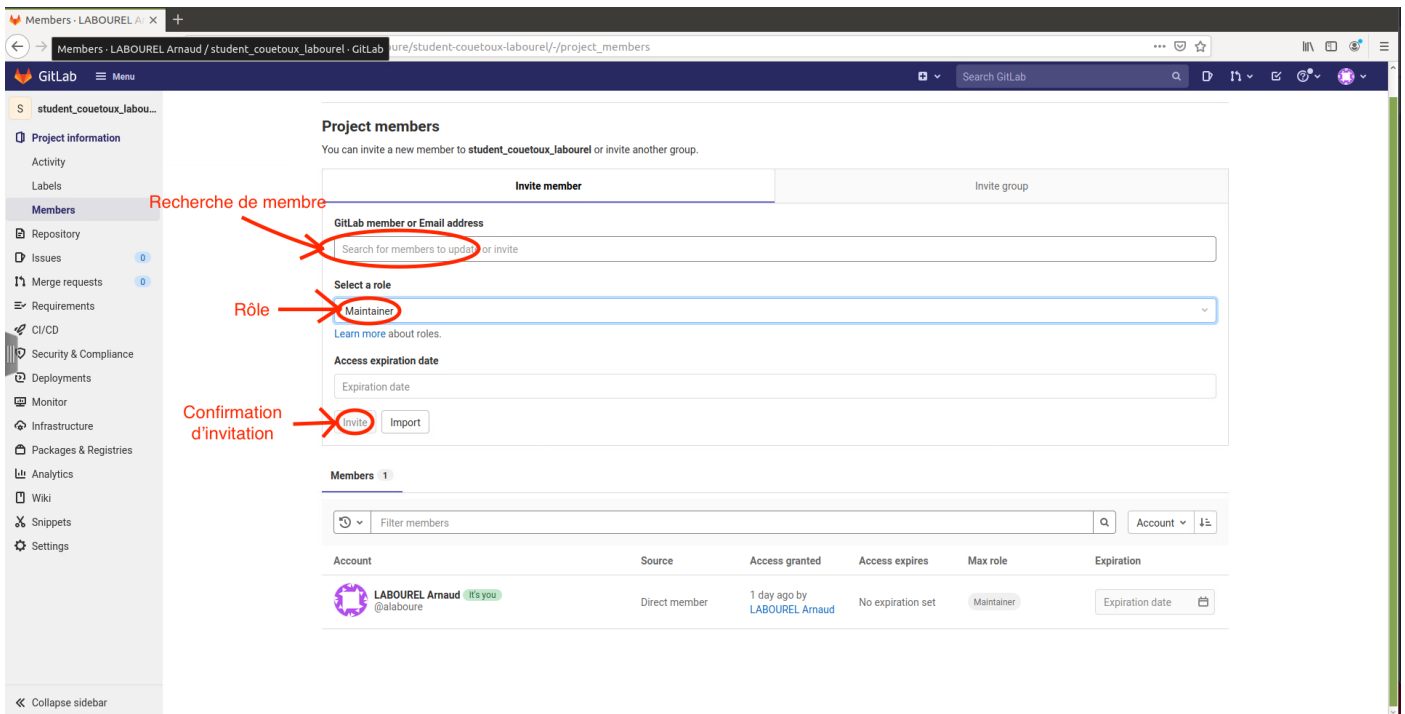 Members · LABOUREL A
Members · LABOUREL Arnaud / student_couetoux_labourel · GitLab
ure/student-couetoux-labourel/-/project_members
GitLab Menu
Search GitLab
S student_couetoux_labou...
Project information
Activity
Labels
Members
Repository
Issues 0
Merge requests 0
Requirements
CI/CD
Security & Compliance
Deployments
Monitor
Infrastructure
Packages & Registries
Analytics
Wiki
Snippets
Settings
Collapse sidebar
Project members
You can invite a new member to student_couetoux_labourel or invite another group.
Invite member
Invite group
Recherche de membre
GitLab member or Email address
Search for members to update or invite
Select a role
Rôle
Maintainer
Learn more about roles.
Access expiration date
Expiration date
Confirmation
d'invitation
Invite
Import
Members 1
Filter members
Account
Account Source Access granted Access expires Max role Expiration
LABOUREL Arnaud It's you
@alaboure
Direct member
1 day ago by
LABOUREL Arnaud
No expiration set
Maintainer
Expiration date